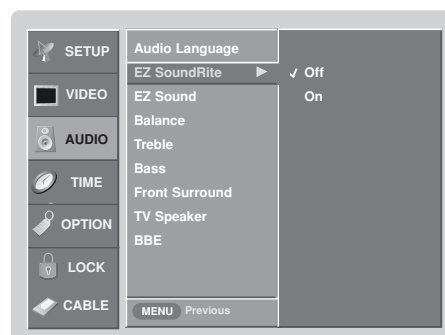 SETUP
VIDEO
AUDIO
TIME
OPTION
LOCK
CABLE
Audio Language
EZ SoundRite ►
EZ Sound
Balance
Treble
Bass
Front Surround
TV Speaker
BBE
MENU Previous
✓ Off
On